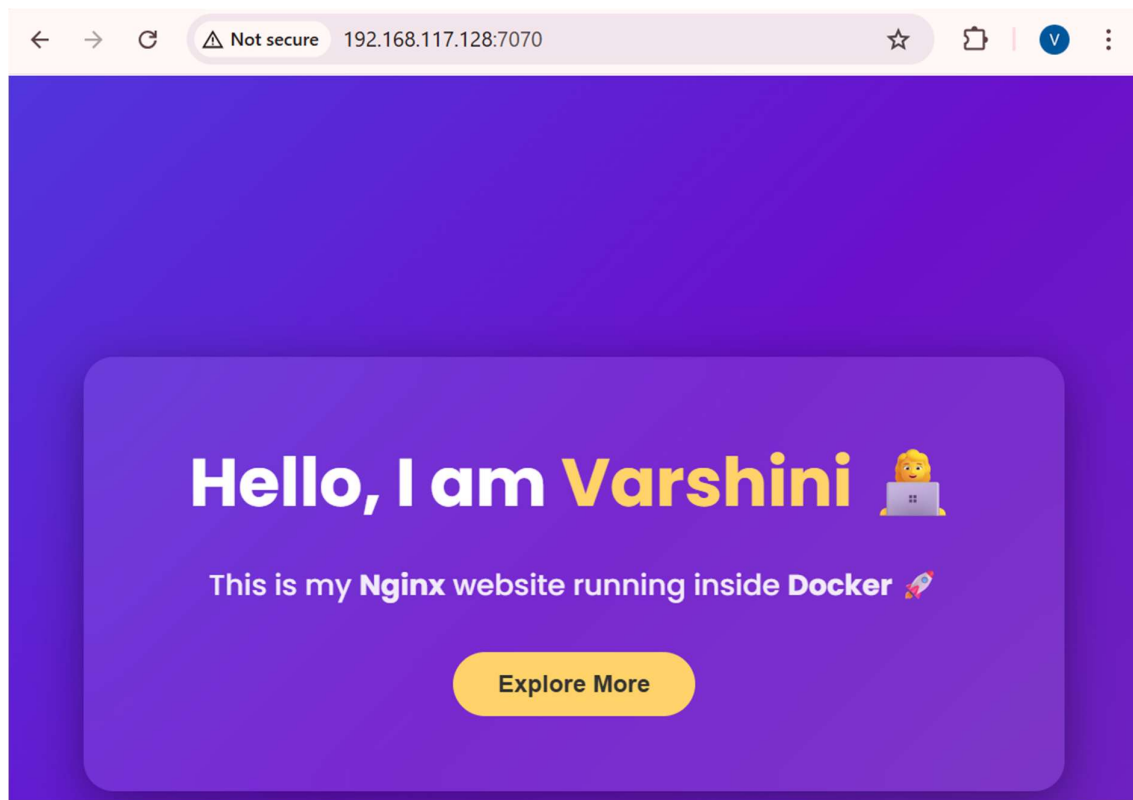 Not secure 192.168.117.128:7070
V
Hello, I am Varshini 👩‍💻
This is my Nginx website running inside Docker 🚀
Explore More